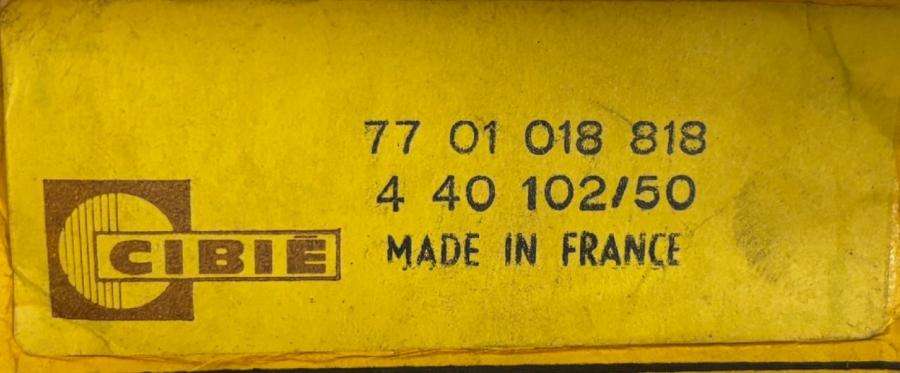 77 01 018 818
4 40 102/50
MADE IN FRANCE
CIBIÉ